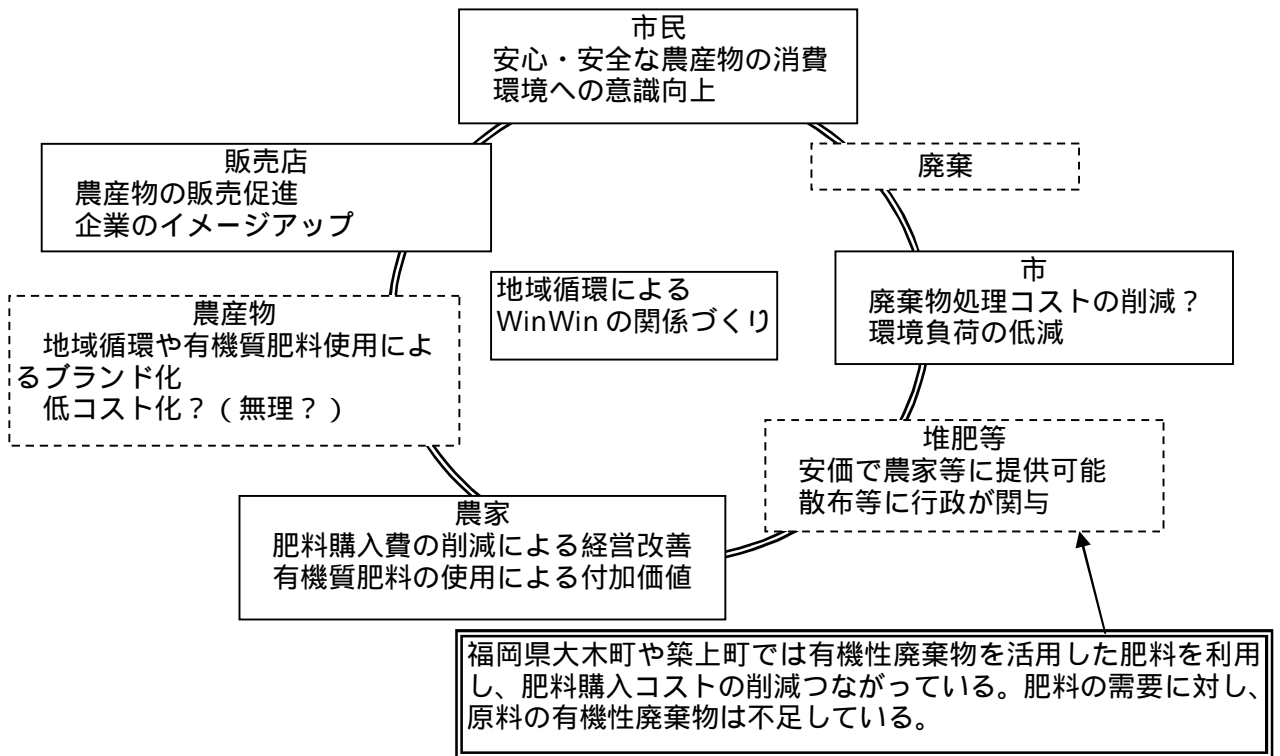 市民
安心・安全な農産物の消費
環境への意識向上
廃棄
販売店
農産物の販売促進
企業のイメージアップ
市
廃棄物処理コストの削減？
環境負荷の低減
地域循環による
WinWin の関係づくり
農産物
地域循環や有機質肥料使用によ
るブランド化
低コスト化？（無理？）
堆肥等
安価で農家等に提供可能
散布等に行政が関与
農家
肥料購入費の削減による経営改善
有機質肥料の使用による付加価値
福岡県大木町や築上町では有機性廃棄物を活用した肥料を利用
し、肥料購入コストの削減つながっている。肥料の需要に対し、
原料の有機性廃棄物は不足している。